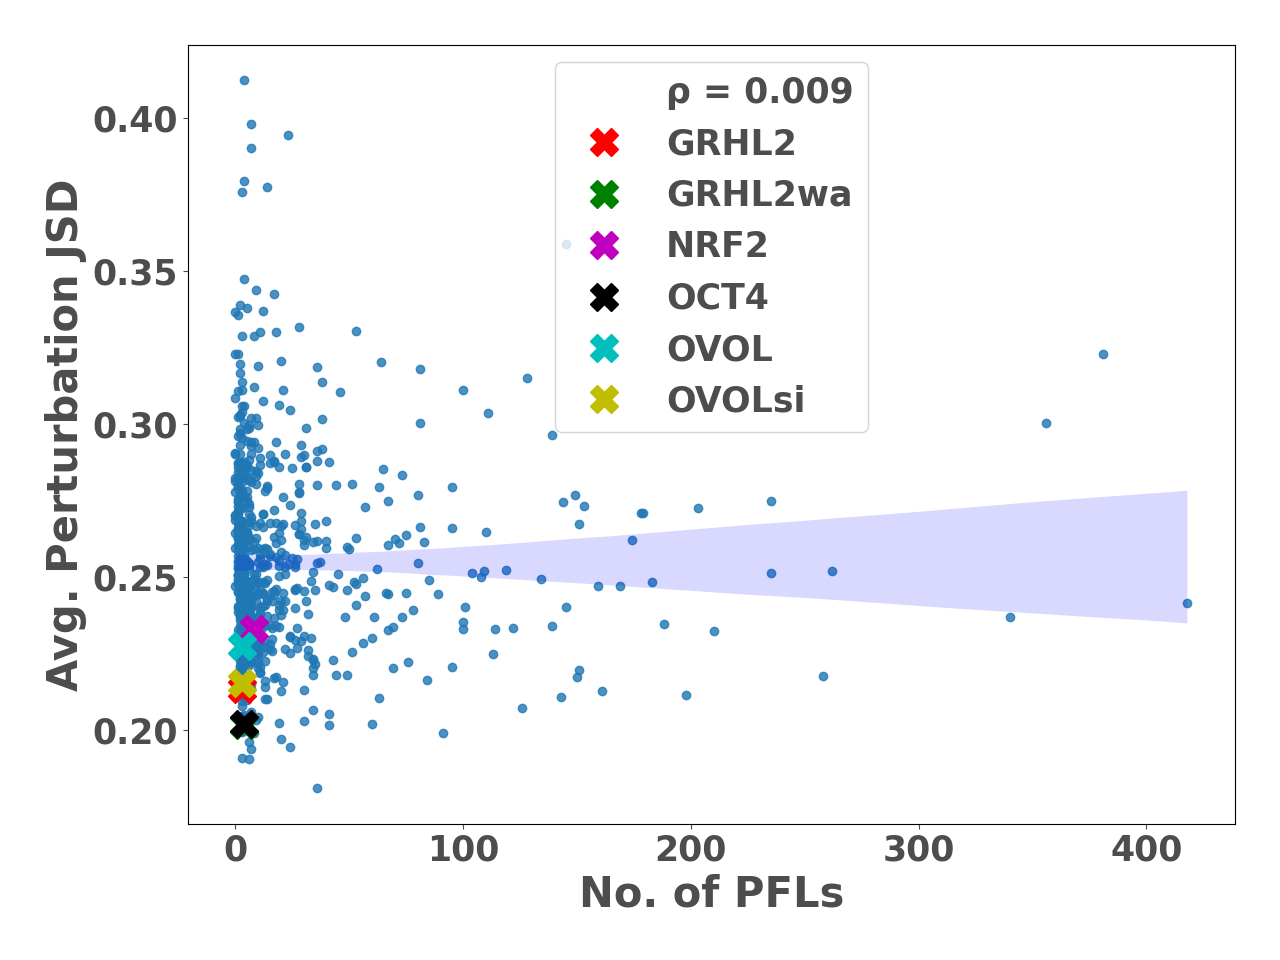 ρ = 0.009
GRHL2
GRHL2wa
NRF2
OCT4
OVOL
OVOLsi
Avg. Perturbation JSD
0.40
0.35
0.30
0.25
0.20
0 100 200 300 400
No. of PFLs